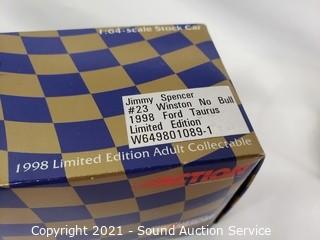 1:64-scale Stock Car
Jimmy Spencer
#23 Winston No Bull
1998 Ford Taurus
Limited Edition
W649801089-1
1998 Limited Edition Adult Collectable
ACTION
Copyright © 2021 - Sound Auction Service